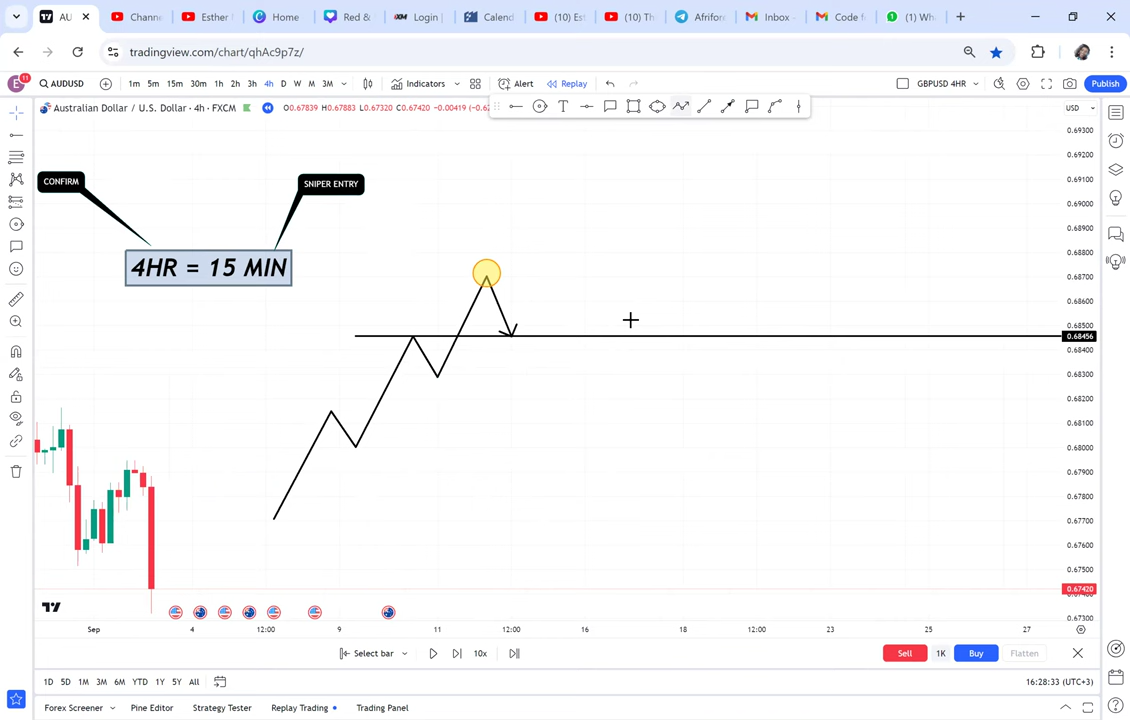 AU
Channe
Esther
Home
Red &
XM
Login
Calend
(10) Es
(10) Th
Afrifor
Inbox
Code f
(1) Wh
tradingview.com/chart/qhAc9p7z/
E
11
AUDUSD
1m 5m 15m 30m 1h 2h 3h 4h D W M 3M
Indicators
Alert
Replay
GBPUSD 4HR
Publish
Australian Dollar / U.S. Dollar · 4h · FXCM
O0.67839 H0.67883 L0.67320 C0.67420 −0.00419
USD
0.69300
0.69200
0.69100
0.69000
0.68900
0.68800
0.68700
0.68600
0.68500
0.68456
0.68400
0.68300
0.68200
0.68100
0.68000
0.67900
0.67800
0.67700
0.67600
0.67500
0.67420
0.67300
CONFIRM
SNIPER ENTRY
4HR = 15 MIN
Sep 4 12:00 9 11 12:00 16 18 12:00 23 25 27
Select bar
10x
Sell
1K
Buy
Flatten
1D 5D 1M 3M 6M YTD 1Y 5Y All
16:28:33 (UTC+3)
Forex Screener
Pine Editor
Strategy Tester
Replay Trading
Trading Panel